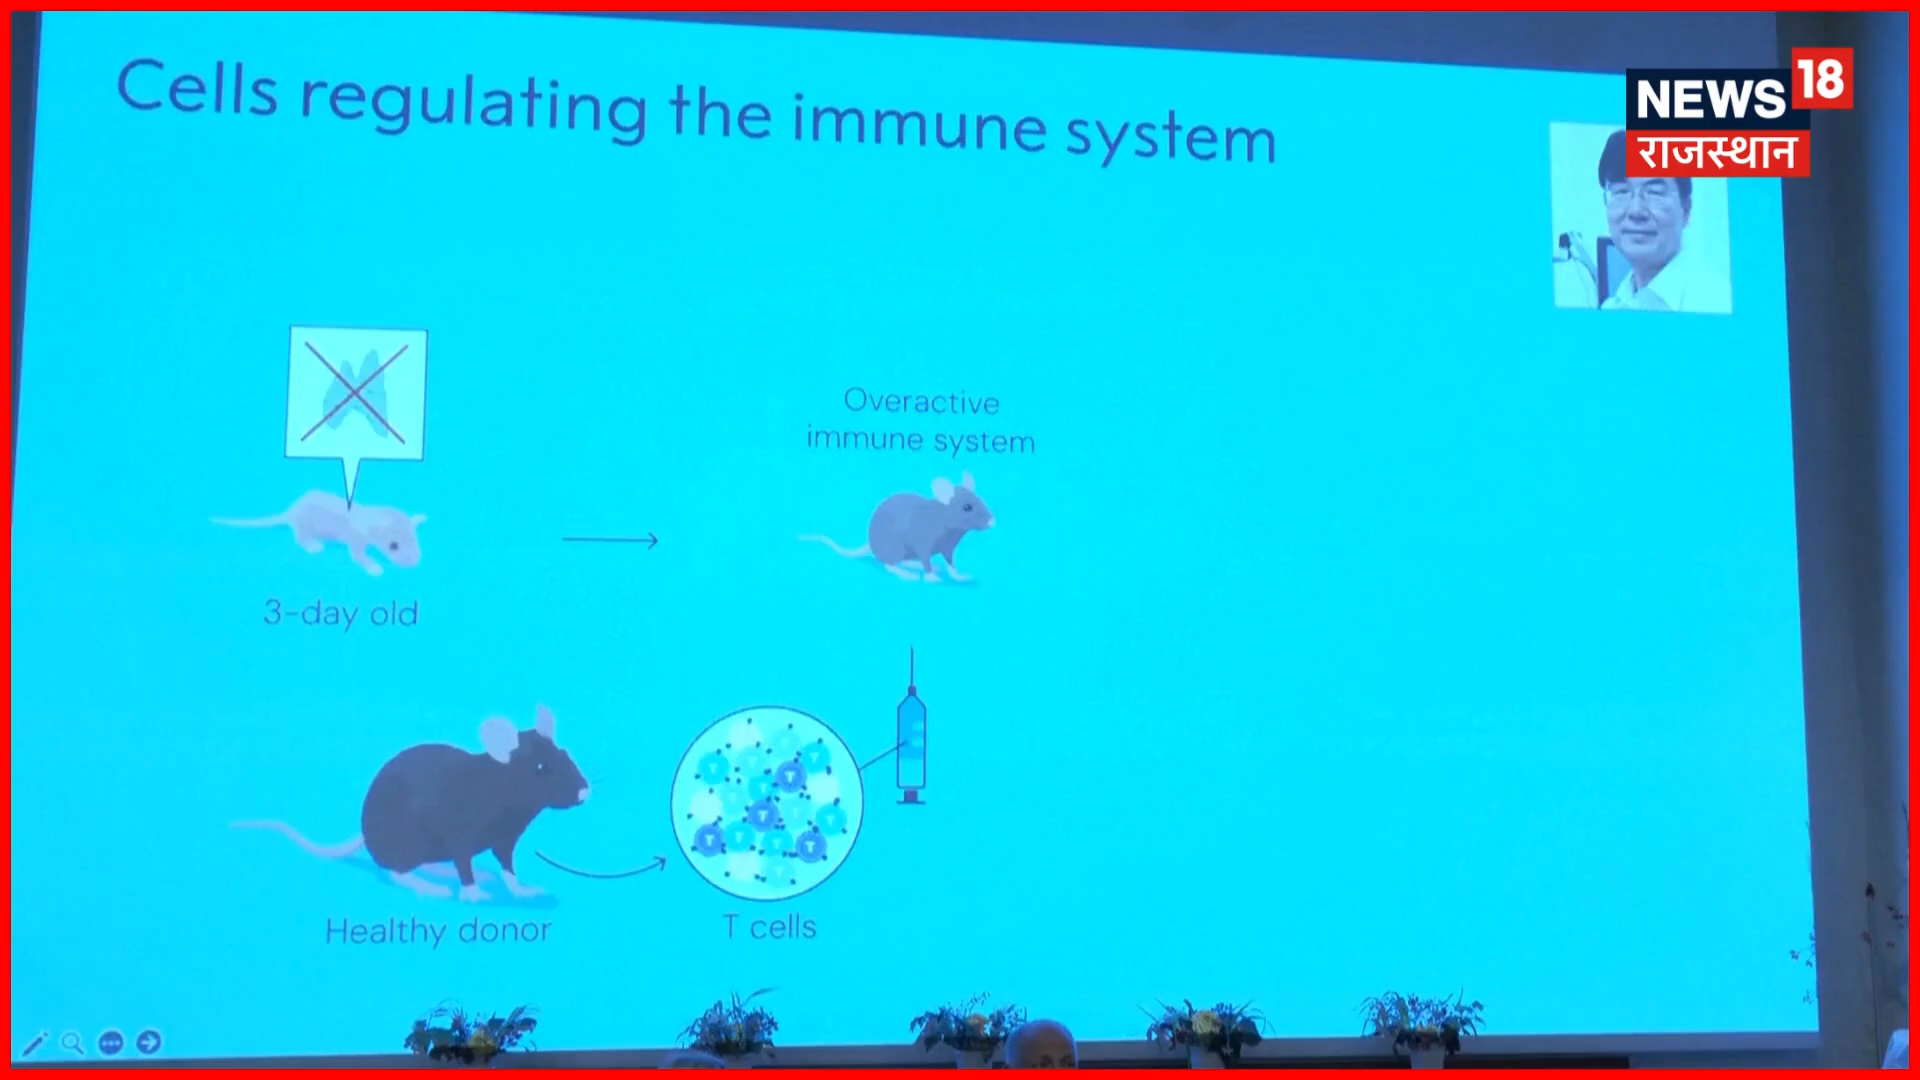 Cells regulating the immune system
NEWS 18
राजस्थान
Overactive
immune system
3-day old
T
T
T
T
Healthy donor
T cells